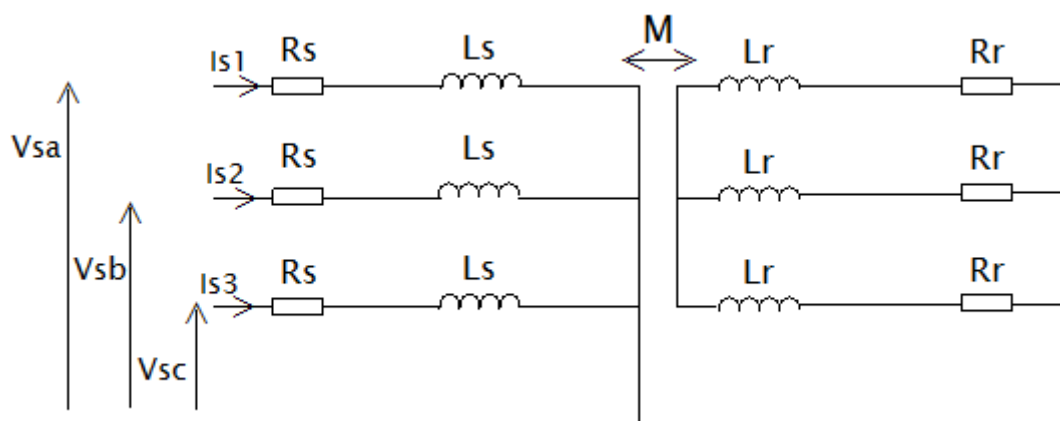 Rs Ls M Lr Rr
Is1
Vsa
Rs Ls Lr Rr
Is2
Vsb
Rs Ls Lr Rr
Is3
Vsc